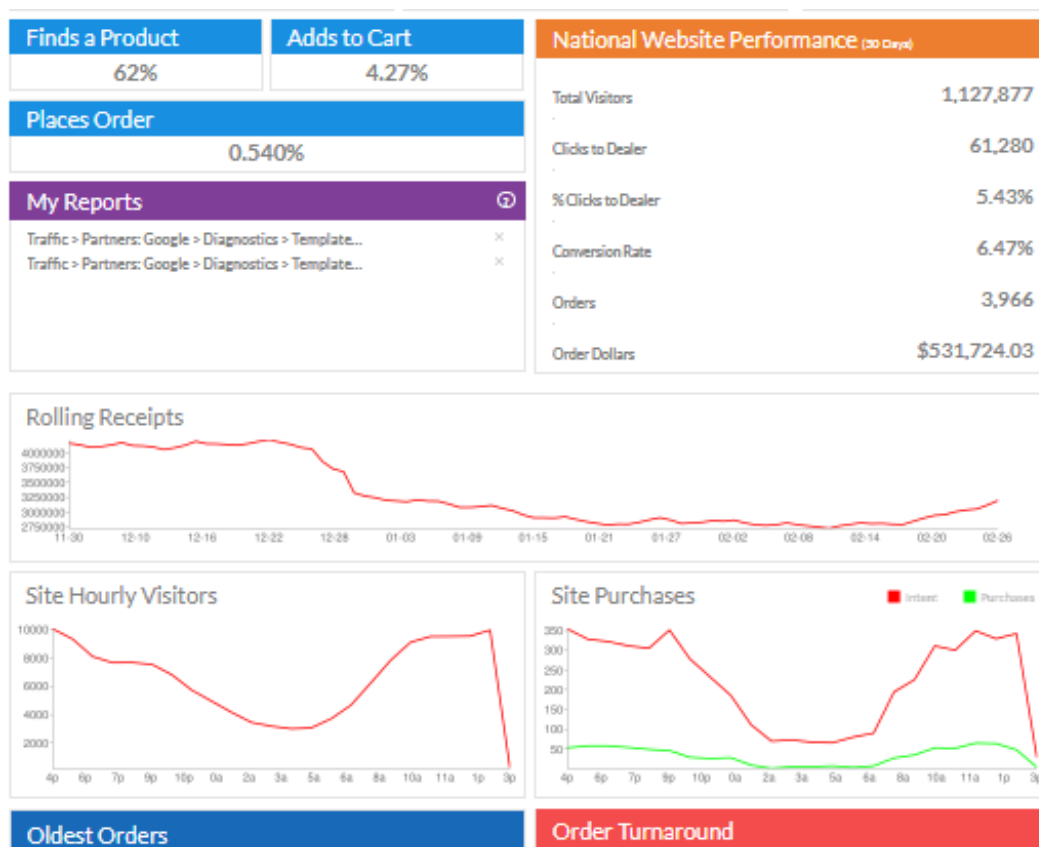 Finds a Product
62%
Adds to Cart
4.27%
Places Order
0.540%
My Reports
Traffic > Partners: Google > Diagnostics > Template...
Traffic > Partners: Google > Diagnostics > Template...
National Website Performance (30 Days)
Total Visitors 1,127,877
Clicks to Dealer 61,280
% Clicks to Dealer 5.43%
Conversion Rate 6.47%
Orders 3,966
Order Dollars $531,724.03
Rolling Receipts
4000000
3750000
3500000
3250000
3000000
2750000
11-30 12-10 12-16 12-22 12-28 01-03 01-09 01-15 01-21 01-27 02-02 02-08 02-14 02-20 02-26
Site Hourly Visitors
10000
8000
6000
4000
2000
4p 6p 7p 9p 10p 0a 2a 3a 5a 6a 8a 10a 11a 1p 3p
Site Purchases
Intent Purchases
350
300
250
200
150
100
50
4p 6p 7p 9p 10p 0a 2a 3a 5a 6a 8a 10a 11a 1p 3p
Oldest Orders
Order Turnaround